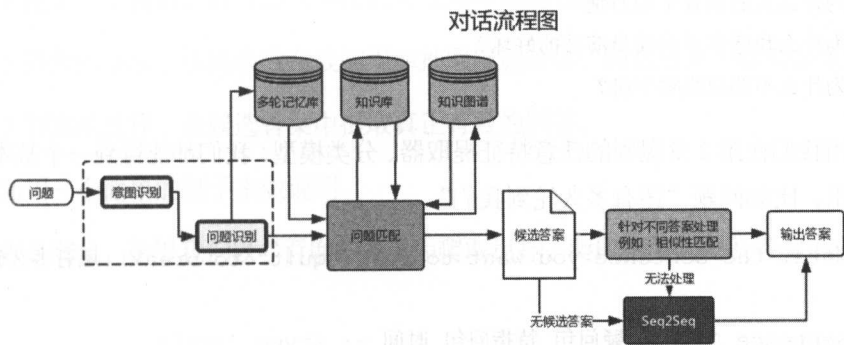 对话流程图
多轮记忆库
知识库
知识图谱
问题
意图识别
问题识别
问题匹配
候选答案
针对不同答案处理
例如：相似性匹配
输出答案
无法处理
无候选答案
Seq2Seq